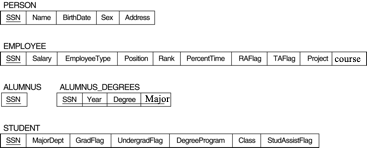 PERSON
SSN Name BirthDate Sex Address
EMPLOYEE
SSN Salary EmployeeType Position Rank PercentTime RAFlag TAFlag Project course
ALUMNUS ALUMNUS_DEGREES
SSN SSN Year Degree Major
STUDENT
SSN MajorDept GradFlag UndergradFlag DegreeProgram Class StudAssistFlag